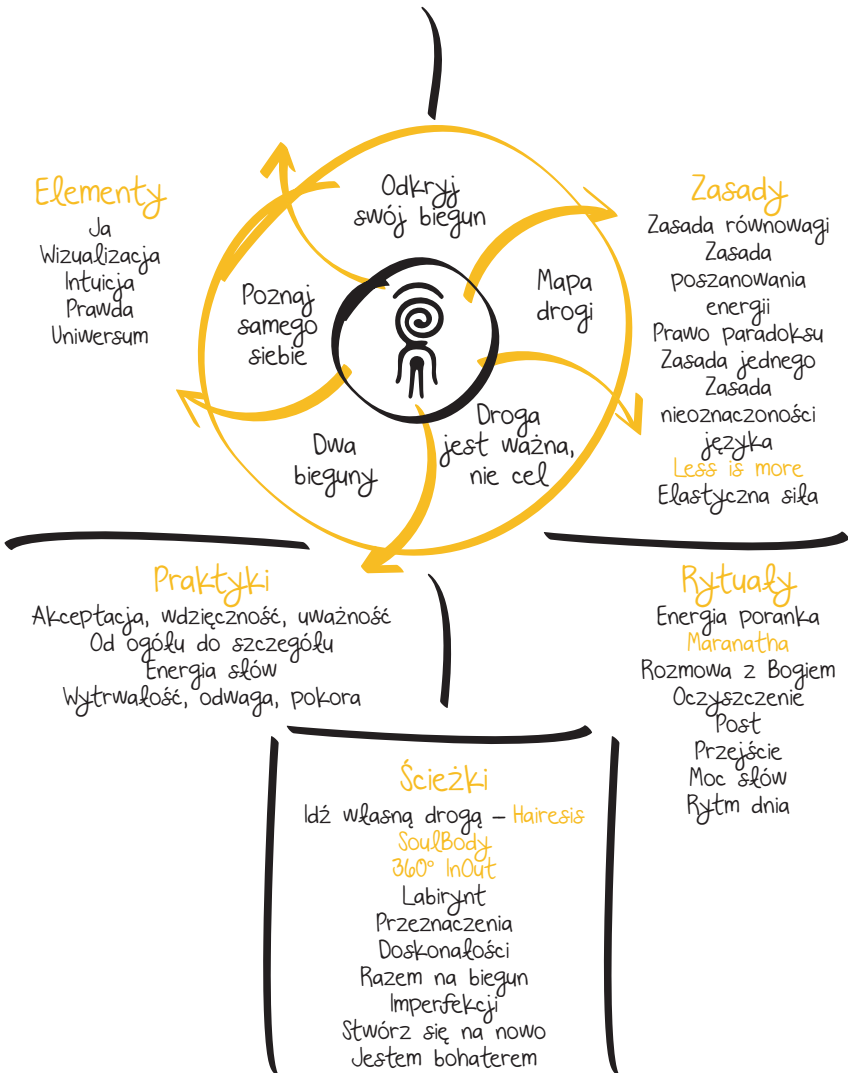 Odkryj
swój biegun
Mapa
drogi
Droga
jest ważna,
nie cel
Dwa
bieguny
Poznaj
samego
siebie
Elementy
Ja
Wizualizacja
Intuicja
Prawda
Uniwersum
Zasady
Zasada równowagi
Zasada
poszanowania
energii
Prawo paradoksu
Zasada jednego
Zasada
nieoznaczoności
języka
Less is more
Elastyczna siła
Praktyki
Akceptacja, wdzięczność, uważność
Od ogółu do szczegółu
Energia słów
Wytrwałość, odwaga, pokora
Rytuały
Energia poranka
Maranatha
Rozmowa z Bogiem
Oczyszczenie
Post
Przejście
Moc słów
Rytm dnia
Ścieżki
Idź własną drogą – Hairesis
SoulBody
360° InOut
Labirynt
Przeznaczenia
Doskonałości
Razem na biegun
Imperfekcji
Stwórz się na nowo
Jestem bohaterem